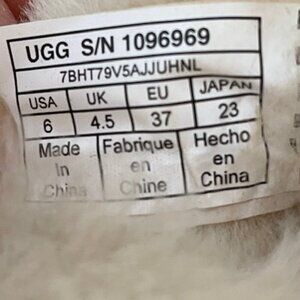 UGG S/N 1096969
7BHT79V5AJJUHNL
USA UK EU JAPAN
6 4.5 37 23
Made Fabrique Hecho
In en en
China Chine China